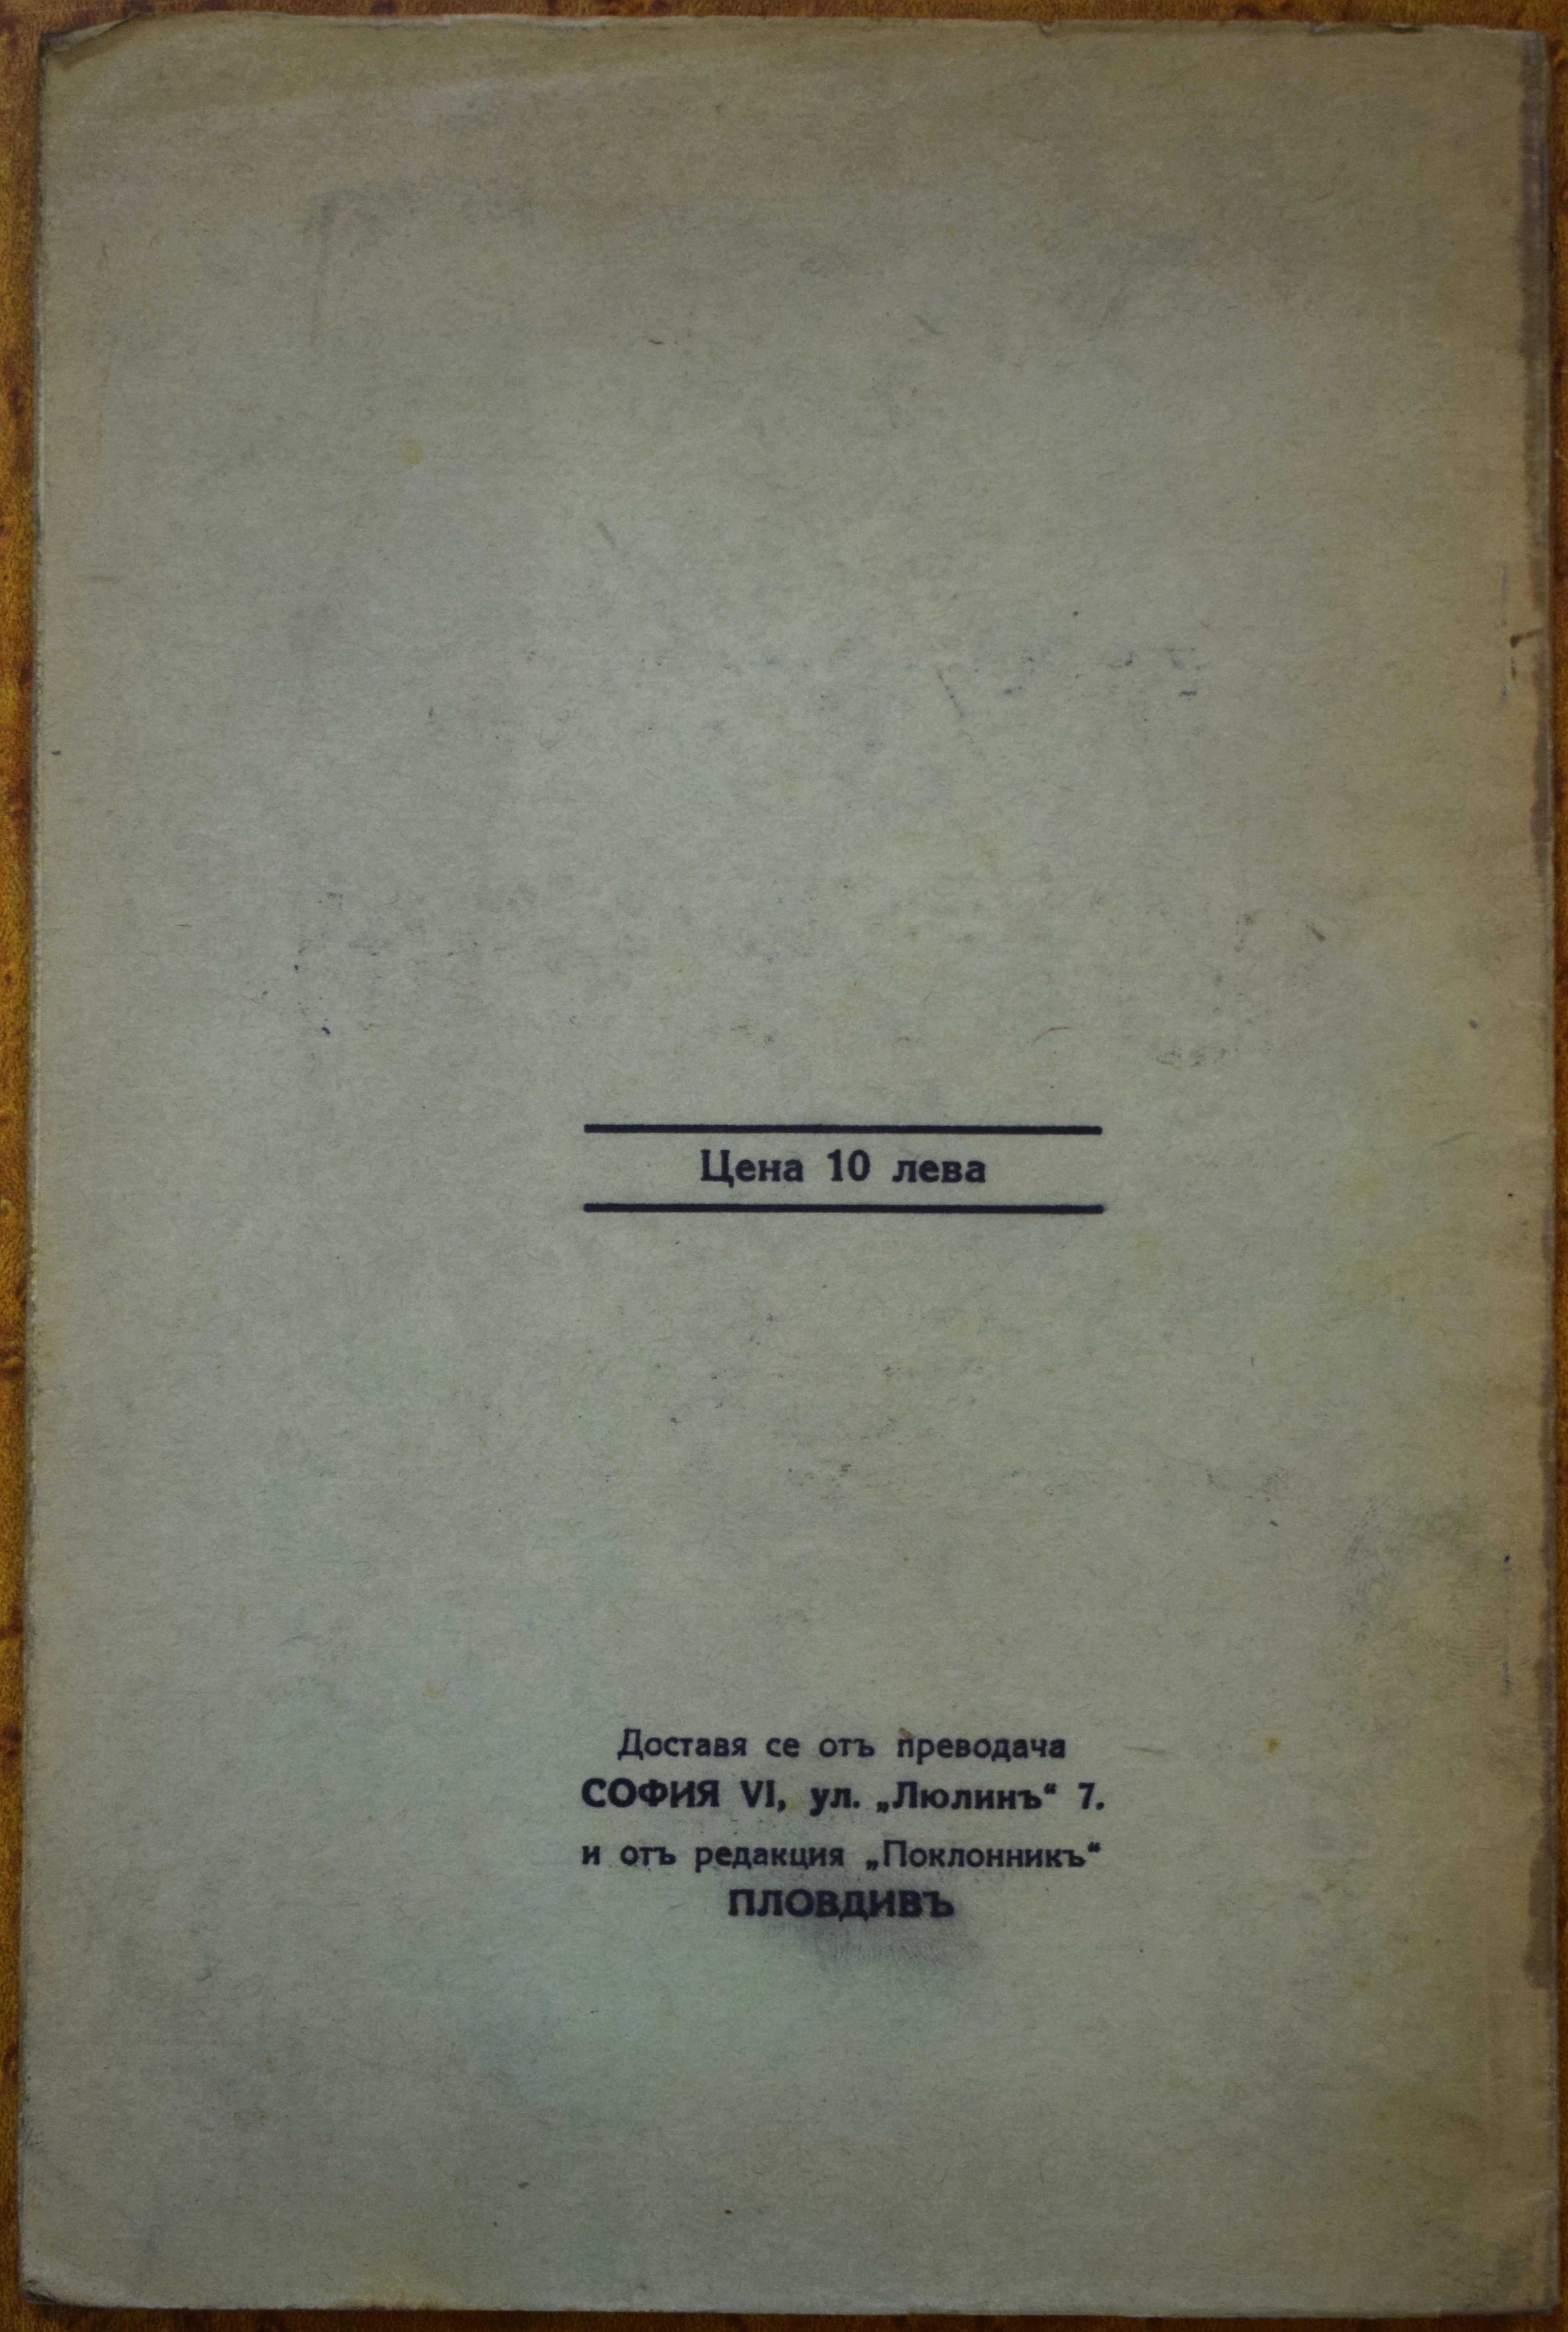 Цена 10 лева
Доставя се отъ преводача
СОФИЯ VI, ул. „Люлинъ“ 7.
и отъ редакция „Поклонникъ“
ПЛОВДИВЪ